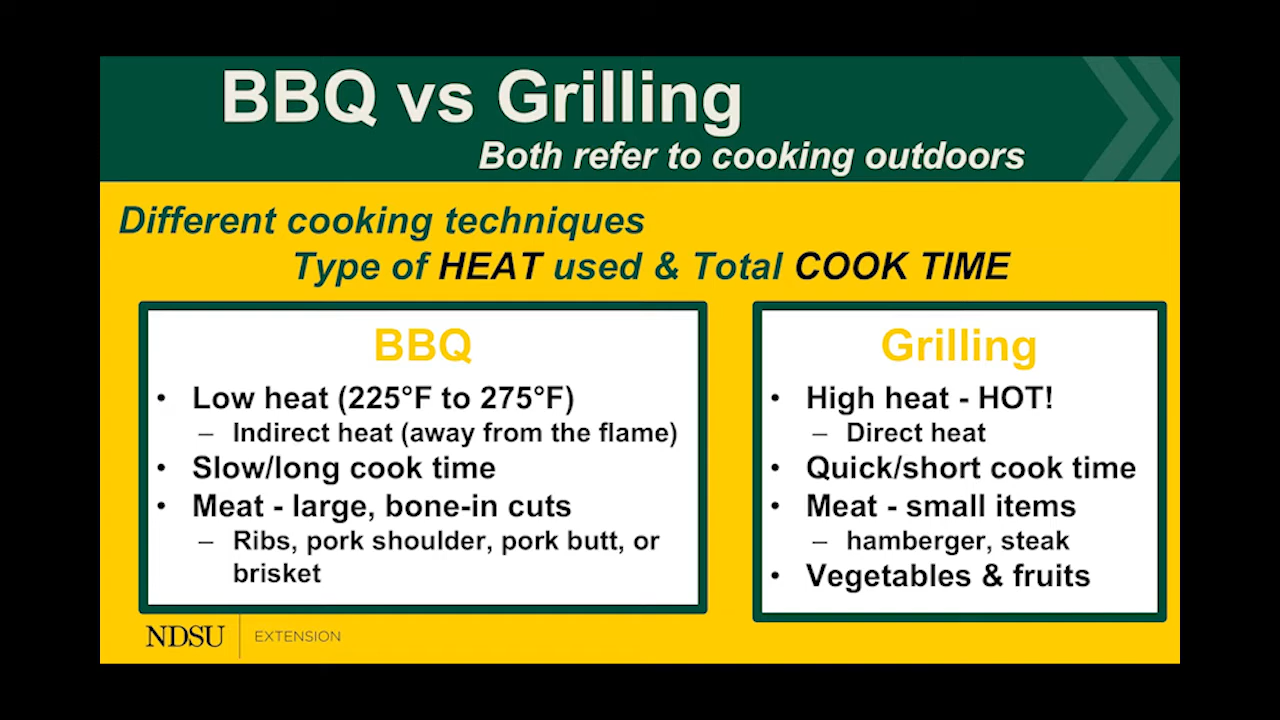 BBQ vs Grilling
Both refer to cooking outdoors
Different cooking techniques
Type of HEAT used & Total COOK TIME
BBQ
• Low heat (225°F to 275°F)
– Indirect heat (away from the flame)
• Slow/long cook time
• Meat - large, bone-in cuts
– Ribs, pork shoulder, pork butt, or
brisket
Grilling
• High heat - HOT!
– Direct heat
• Quick/short cook time
• Meat - small items
– hamberger, steak
• Vegetables & fruits
NDSU EXTENSION